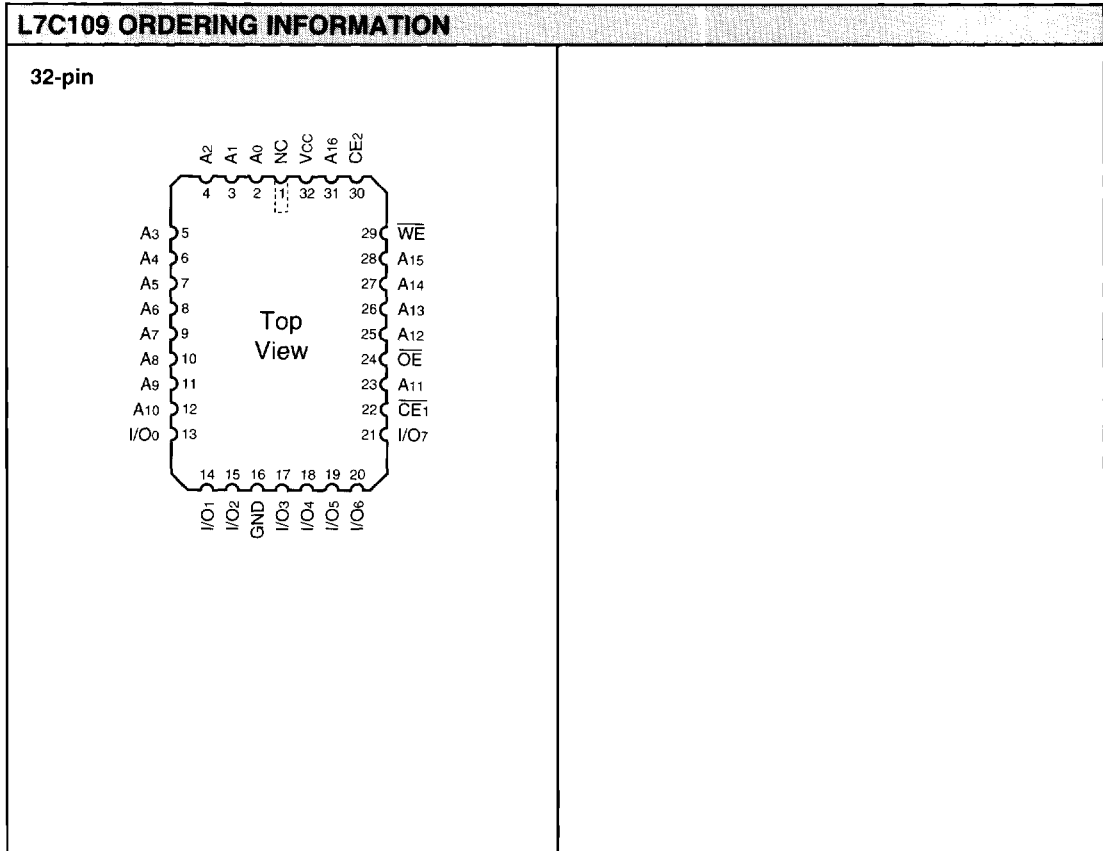 L7C109 ORDERING INFORMATION
32-pin
A2 A1 A0 NC VCC A16 CE2
4 3 2 1 32 31 30
A3 5 29 W̅E̅
A4 6 28 A15
A5 7 27 A14
A6 8 26 A13
A7 9 25 A12
A8 10 24 O̅E̅
A9 11 23 A11
A10 12 22 C̅E̅1
I/O0 13 21 I/O7
Top
View
14 15 16 17 18 19 20
I/O1 I/O2 GND I/O3 I/O4 I/O5 I/O6